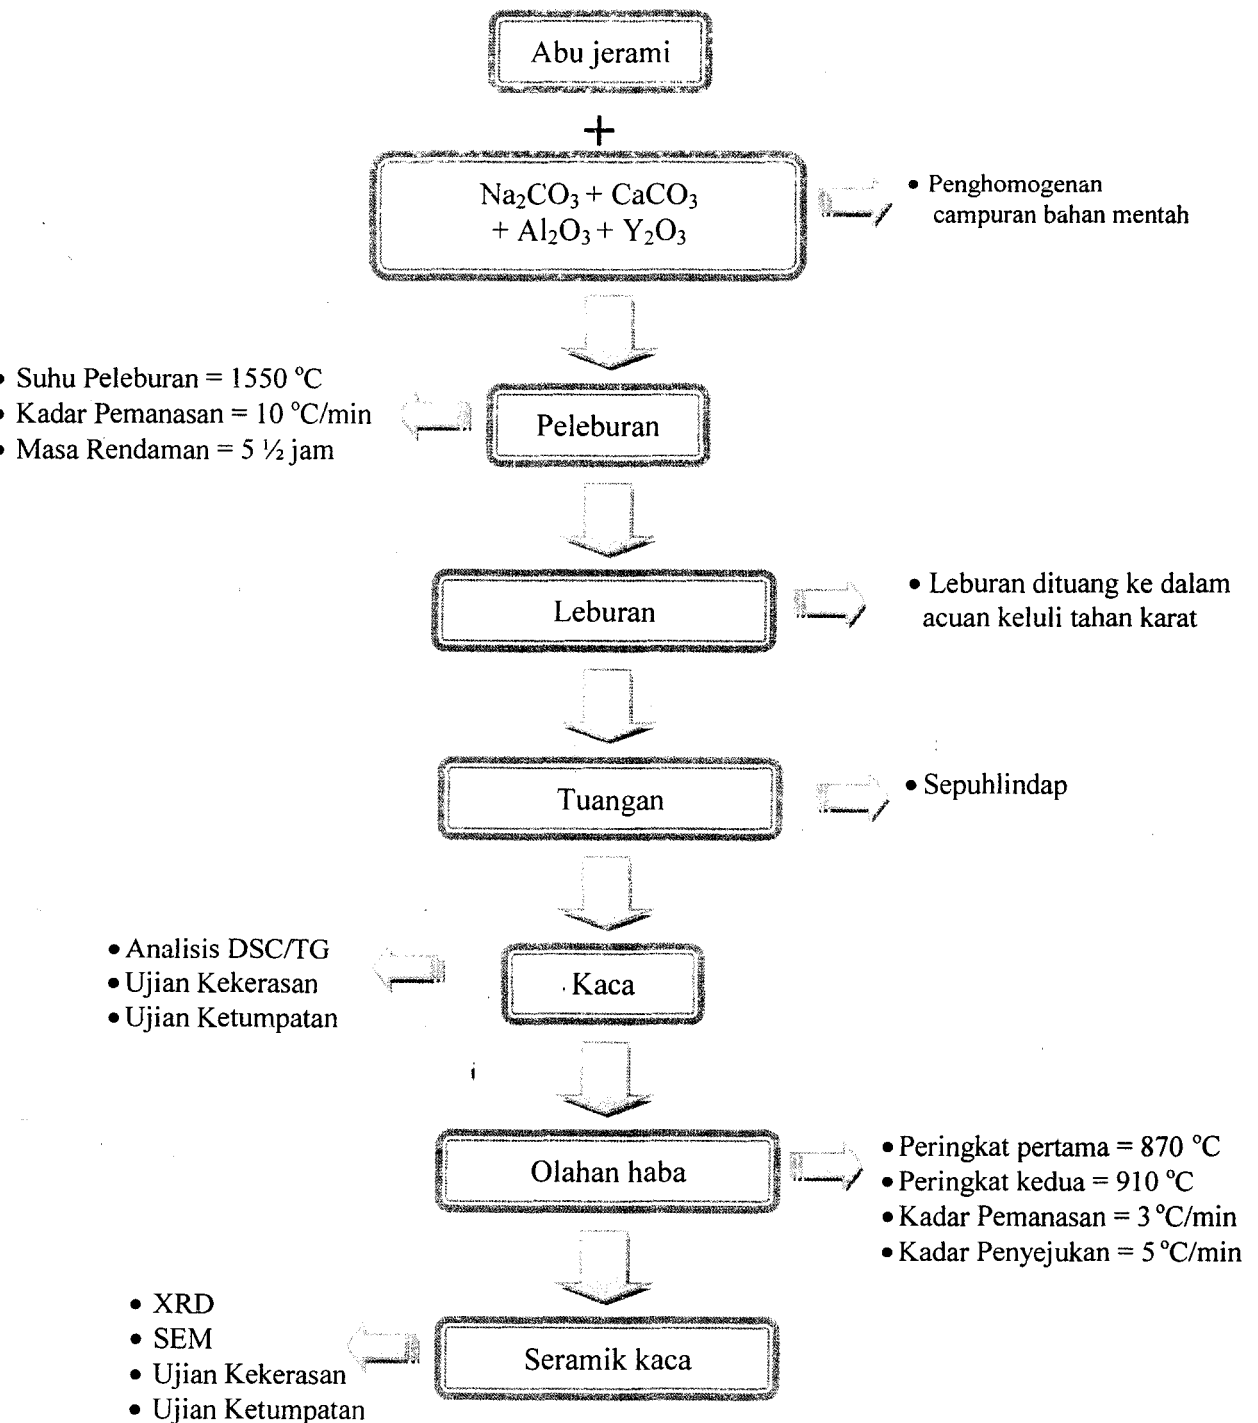 Abu jerami
+
Na₂CO₃ + CaCO₃
+ Al₂O₃ + Y₂O₃
• Penghomogenan
campuran bahan mentah
• Suhu Peleburan = 1550 °C
• Kadar Pemanasan = 10 °C/min
• Masa Rendaman = 5 ½ jam
Peleburan
Leburan
• Leburan dituang ke dalam
acuan keluli tahan karat
Tuangan
• Sepuhlindap
• Analisis DSC/TG
• Ujian Kekerasan
• Ujian Ketumpatan
Kaca
Olahan haba
• Peringkat pertama = 870 °C
• Peringkat kedua = 910 °C
• Kadar Pemanasan = 3 °C/min
• Kadar Penyejukan = 5 °C/min
• XRD
• SEM
• Ujian Kekerasan
• Ujian Ketumpatan
Seramik kaca